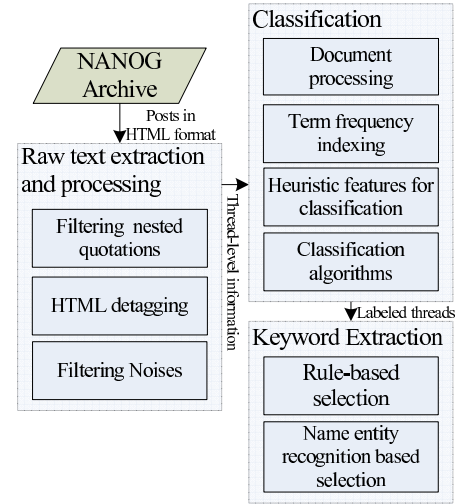 NANOG
Archive
Posts in
HTML format
Raw text extraction
and processing
Filtering nested
quotations
HTML detagging
Filtering Noises
Thread-level information
Classification
Document
processing
Term frequency
indexing
Heuristic features for
classification
Classification
algorithms
Labeled threads
Keyword Extraction
Rule-based
selection
Name entity
recognition based
selection